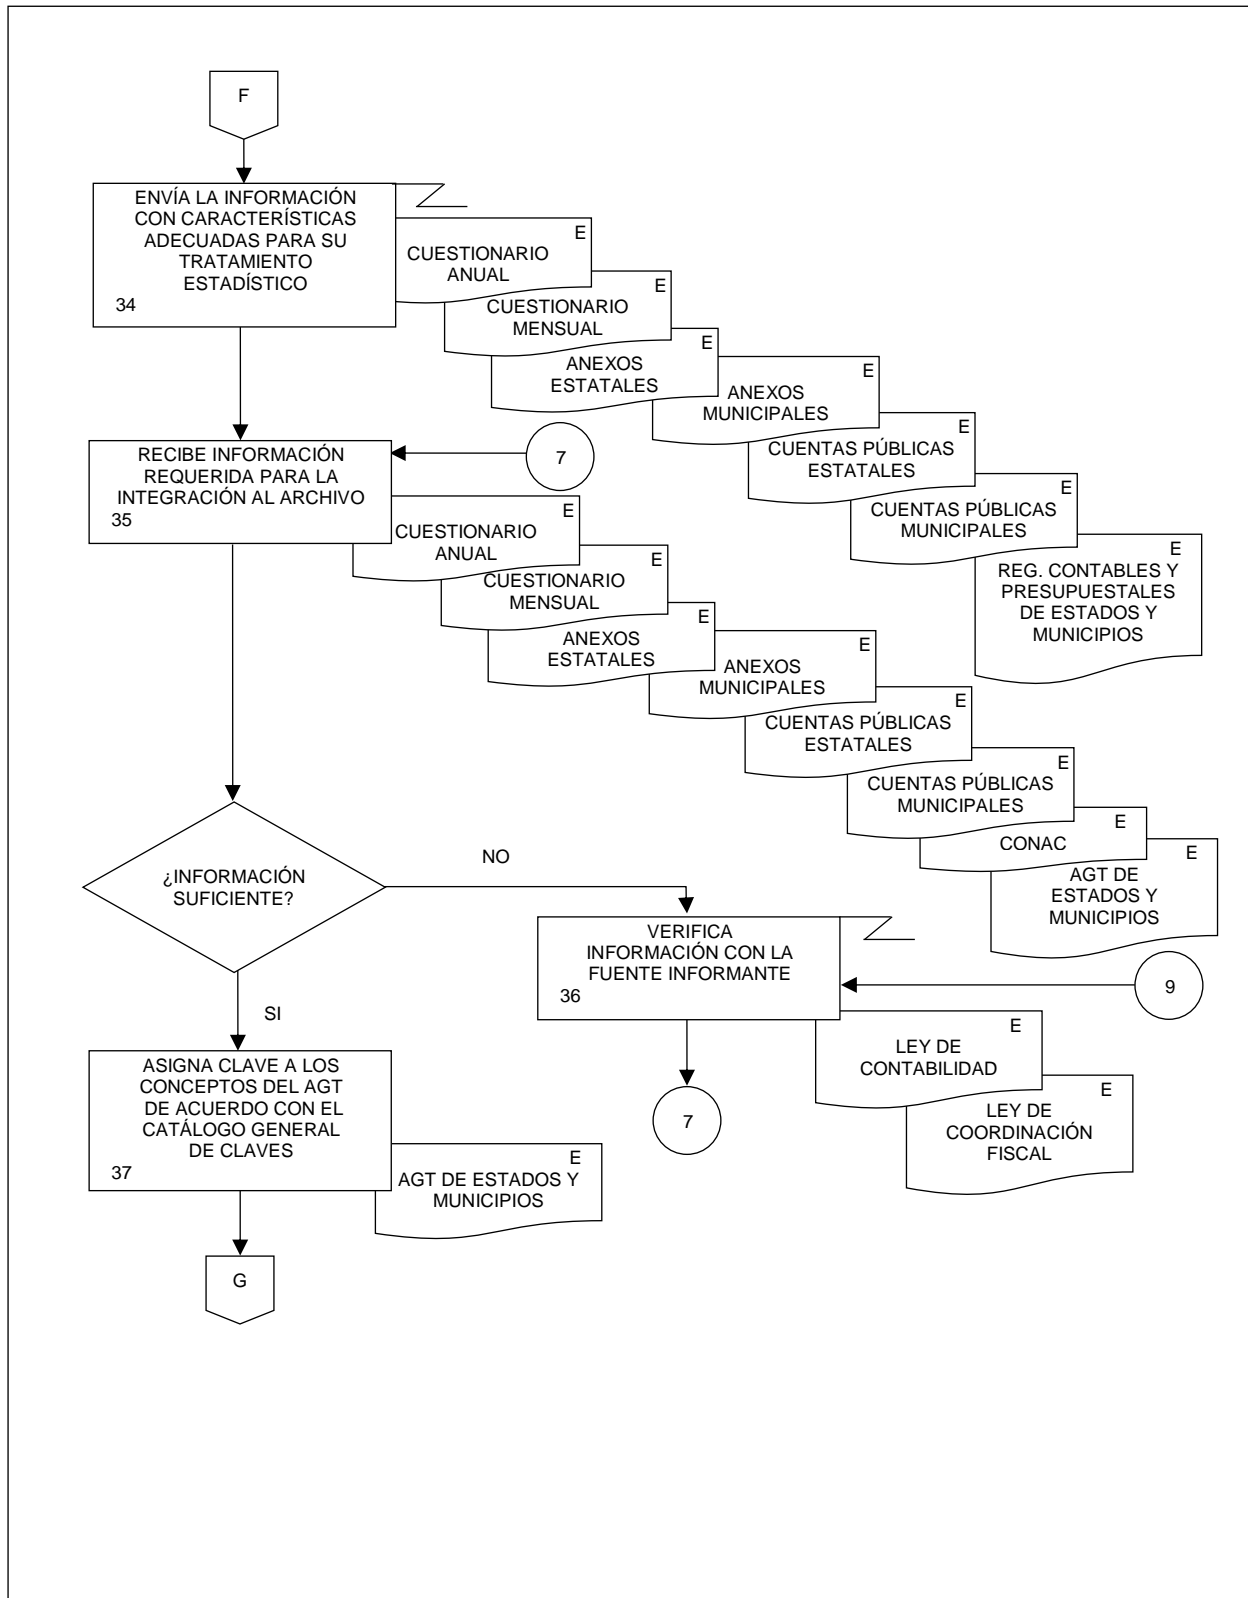 F
ENVÍA LA INFORMACIÓN
CON CARACTERÍSTICAS
ADECUADAS PARA SU
TRATAMIENTO
ESTADÍSTICO
34
E
CUESTIONARIO
ANUAL
E
CUESTIONARIO
MENSUAL
E
ANEXOS
ESTATALES
E
ANEXOS
MUNICIPALES
E
CUENTAS PÚBLICAS
ESTATALES
E
CUENTAS PÚBLICAS
MUNICIPALES
E
REG. CONTABLES Y
PRESUPUESTALES
DE ESTADOS Y
MUNICIPIOS
RECIBE INFORMACIÓN
REQUERIDA PARA LA
INTEGRACIÓN AL ARCHIVO
35
7
E
CUESTIONARIO
ANUAL
E
CUESTIONARIO
MENSUAL
E
ANEXOS
ESTATALES
E
ANEXOS
MUNICIPALES
E
CUENTAS PÚBLICAS
ESTATALES
E
CUENTAS PÚBLICAS
MUNICIPALES
E
CONAC
E
AGT DE
ESTADOS Y
MUNICIPIOS
¿INFORMACIÓN
SUFICIENTE?
NO
VERIFICA
INFORMACIÓN CON LA
FUENTE INFORMANTE
36
9
E
LEY DE
CONTABILIDAD
E
LEY DE
COORDINACIÓN
FISCAL
7
SI
ASIGNA CLAVE A LOS
CONCEPTOS DEL AGT
DE ACUERDO CON EL
CATÁLOGO GENERAL
DE CLAVES
37
E
AGT DE ESTADOS Y
MUNICIPIOS
G